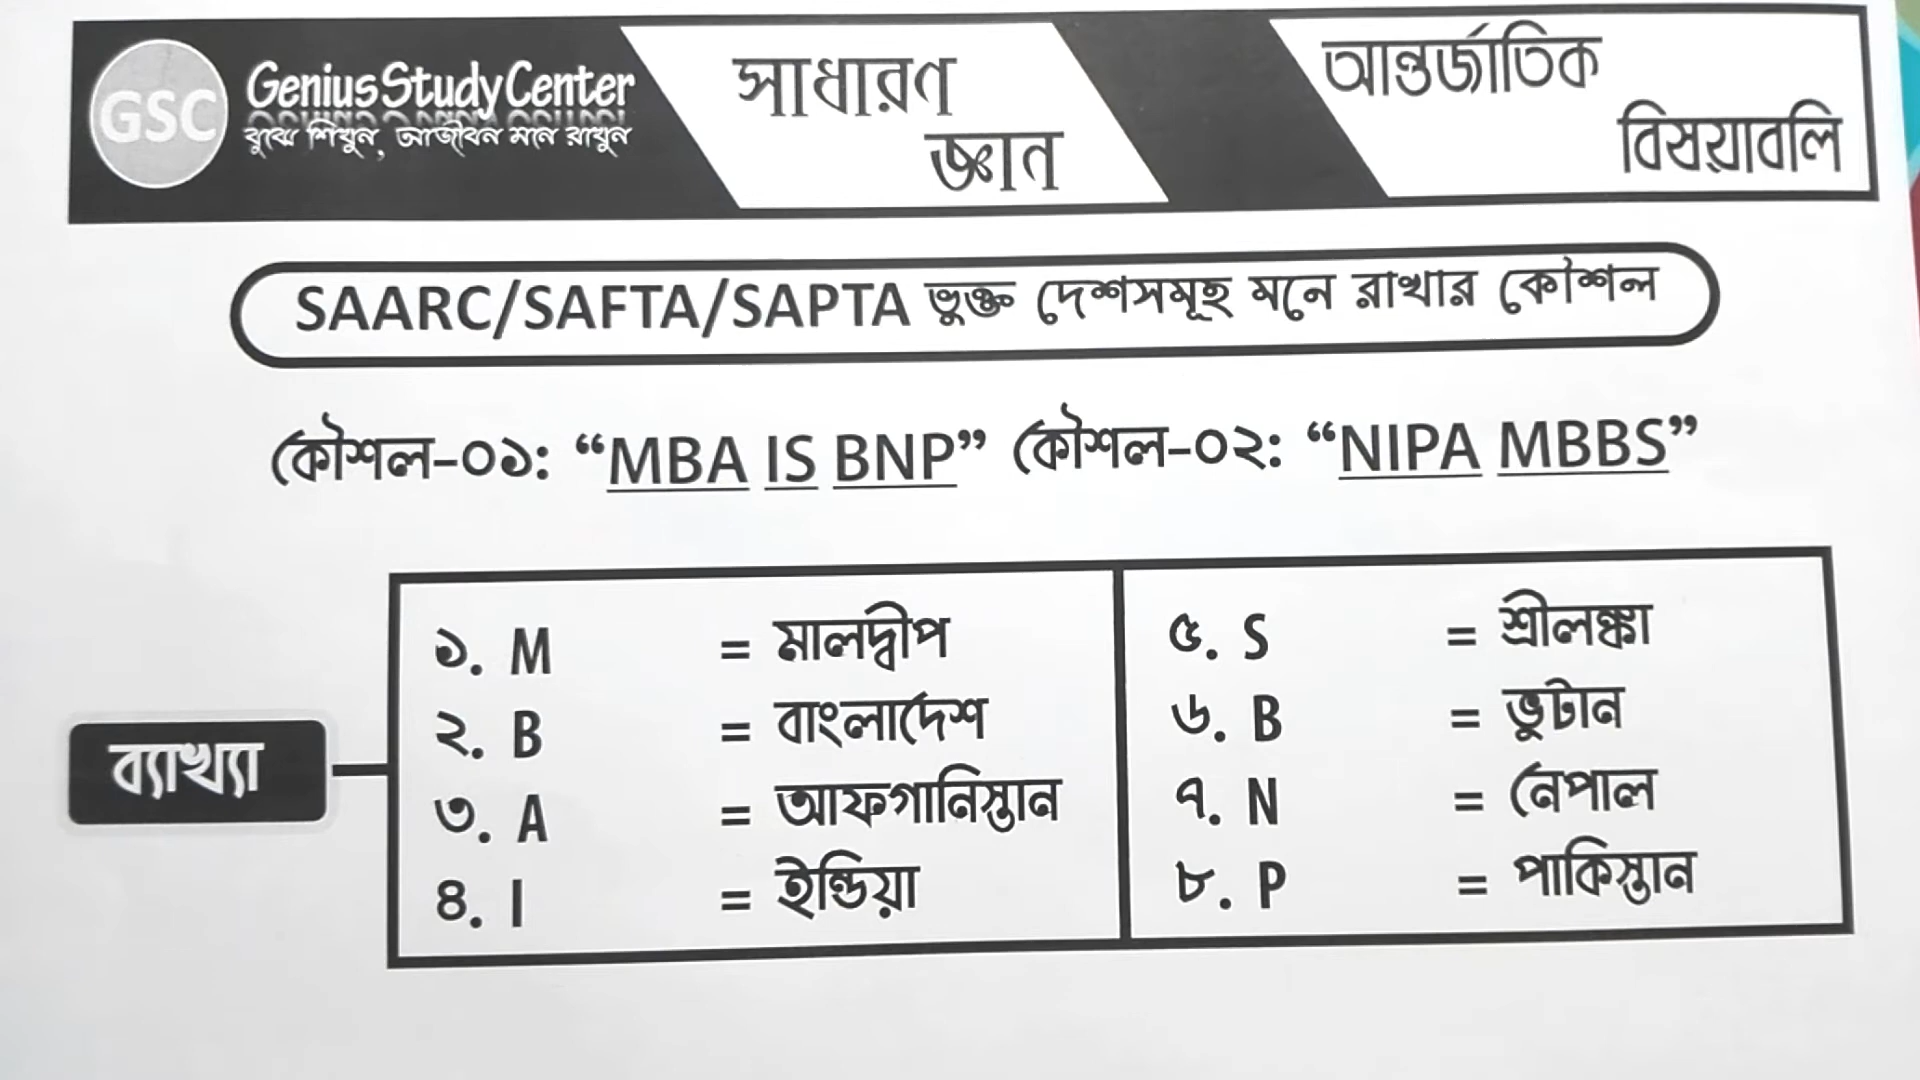 GSC
Genius Study Center
বুঝে শিখুন, আজীবন মনে রাখুন
সাধারণ
জ্ঞান
আন্তর্জাতিক
বিষয়াবলি
SAARC/SAFTA/SAPTA ভুক্ত দেশসমূহ মনে রাখার কৌশল
কৌশল-০১: “MBA IS BNP” কৌশল-০২: “NIPA MBBS”
ব্যাখ্যা
১. M = মালদ্বীপ
২. B = বাংলাদেশ
৩. A = আফগানিস্তান
৪. I = ইন্ডিয়া
৫. S = শ্রীলঙ্কা
৬. B = ভুটান
৭. N = নেপাল
৮. P = পাকিস্তান